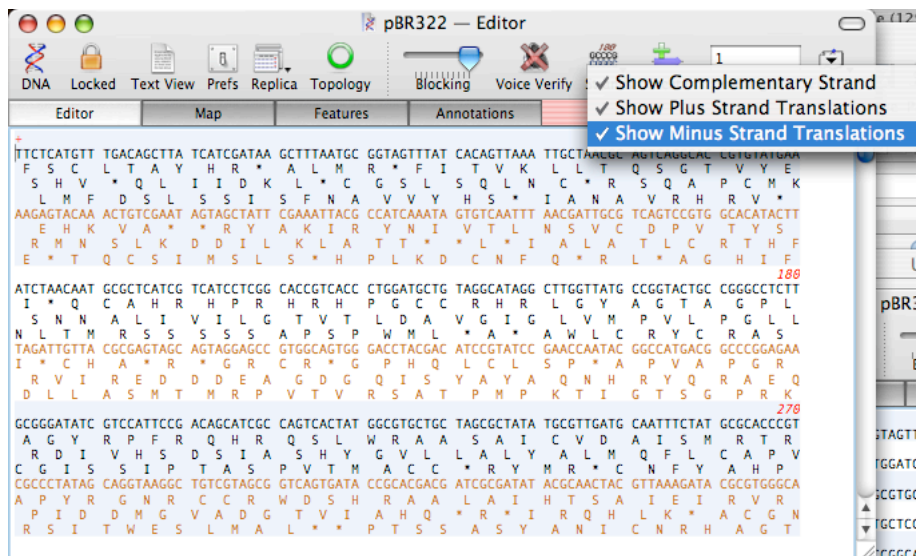 pBR322 — Editor
DNA Locked Text View Prefs Replica Topology Blocking Voice Verify
1
✓ Show Complementary Strand
✓ Show Plus Strand Translations
✓ Show Minus Strand Translations
Editor Map Features Annotations
+
TTCTCATGTT TGACAGCTTA TCATCGATAA GCTTTAATGC GGTAGTTTAT CACAGTTAAA TTGCTAACGC AGTCAGGCAC CGTGTATGAA
F S C L T A Y H R * A L M R * F I T V K L L T Q S G T V Y E
S H V * Q L I I D K L * C G S L S Q L N C * R S Q A P C M K
L M F D S L S S I S F N A V V Y H S * I A N A V R H R V *
AAGAGTACAA ACTGTCGAAT AGTAGCTATT CGAAATTACG CCATCAAATA GTGTCAATTT AACGATTGCG TCAGTCCGTG GCACATACTT
E H K V A * * R Y A K I R Y N I V T L N S V C D P V T Y S
R M N S L K D D I L K L A T T * * L * I A L A T L C R T H F
E * T Q C S I M S L S * H P L K D C N F Q * R L * A G H I F
180
ATCTAACAAT GCGCTCATCG TCATCCTCGG CACCGTCACC CTGGATGCTG TAGGCATAGG CTTGGTTATG CCGGTACTGC CGGGCCTCTT
I * Q C A H R H P R H R H P G C C R H R L G Y A G T A G P L
S N N A L I V I L G T V T L D A V G I G L V M P V L P G L L
N L T M R S S S S S A P S P W M L * A * A W L C R Y C R A S
TAGATTGTTA CGCGAGTAGC AGTAGGAGCC GTGGCAGTGG GACCTACGAC ATCCGTATCC GAACCAATAC GGCCATGACG GCCCGGAGAA
I * C H A * R * G R C R * G P H Q L C L S P * A P V A P G R
R V I R E D D E A G D G Q I S Y A Y A Q N H R Y Q R A E Q
D L L A S M T M R P V T V R S A T P M P K T I G T S G P R K
270
GCGGGATATC GTCCATTCCG ACAGCATCGC CAGTCACTAT GGCGTGCTGC TAGCGCTATA TGCGTTGATG CAATTTCTAT GCGCACCCGT
A G Y R P F R Q H R Q S L W R A A S A I C V D A I S M R T R
R D I V H S D S I A S H Y G V L L A L Y A L M Q F L C A P V
C G I S S I P T A S P V T M A C C * R Y M R * C N F Y A H P
CGCCCTATAG CAGGTAAGGC TGTCGTAGCG GTCAGTGATA CCGCACGACG ATCGCGATAT ACGCAACTAC GTTAAAGATA CGCGTGGGCA
A P Y R G N R C C R W D S H R A A L A I H T S A I E I R V R
P I D D M G V A D G T V I A H Q * R * I R Q H L K * A C G N
R S I T W E S L M A L * * P T S S A S Y A N I C N R H A G T
pBR3